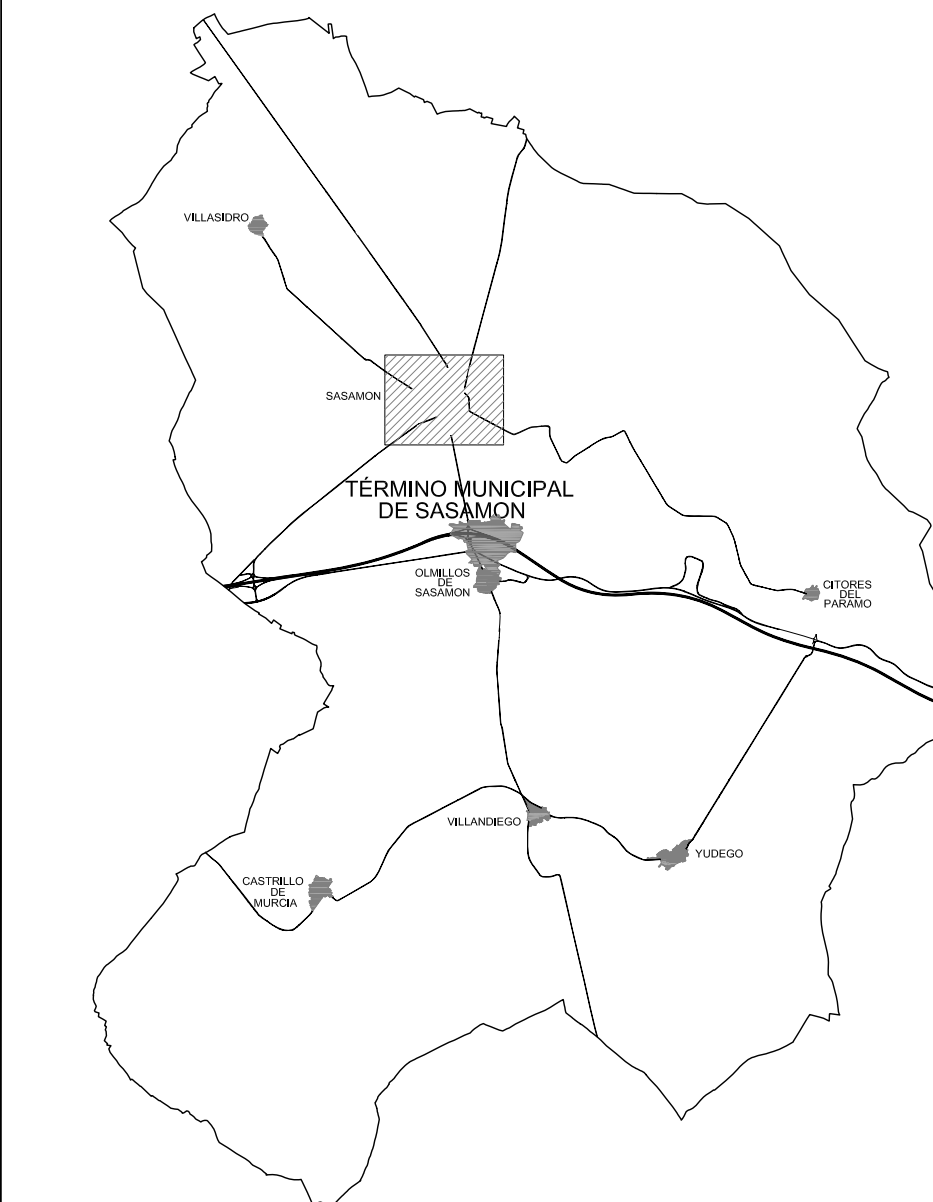 VILLASIDRO
SASAMON
TÉRMINO MUNICIPAL
DE SASAMON
OLMILLOS
DE
SASAMON
CITORES
DEL
PARAMO
VILLANDIEGO
YUDEGO
CASTRILLO
DE
MURCIA